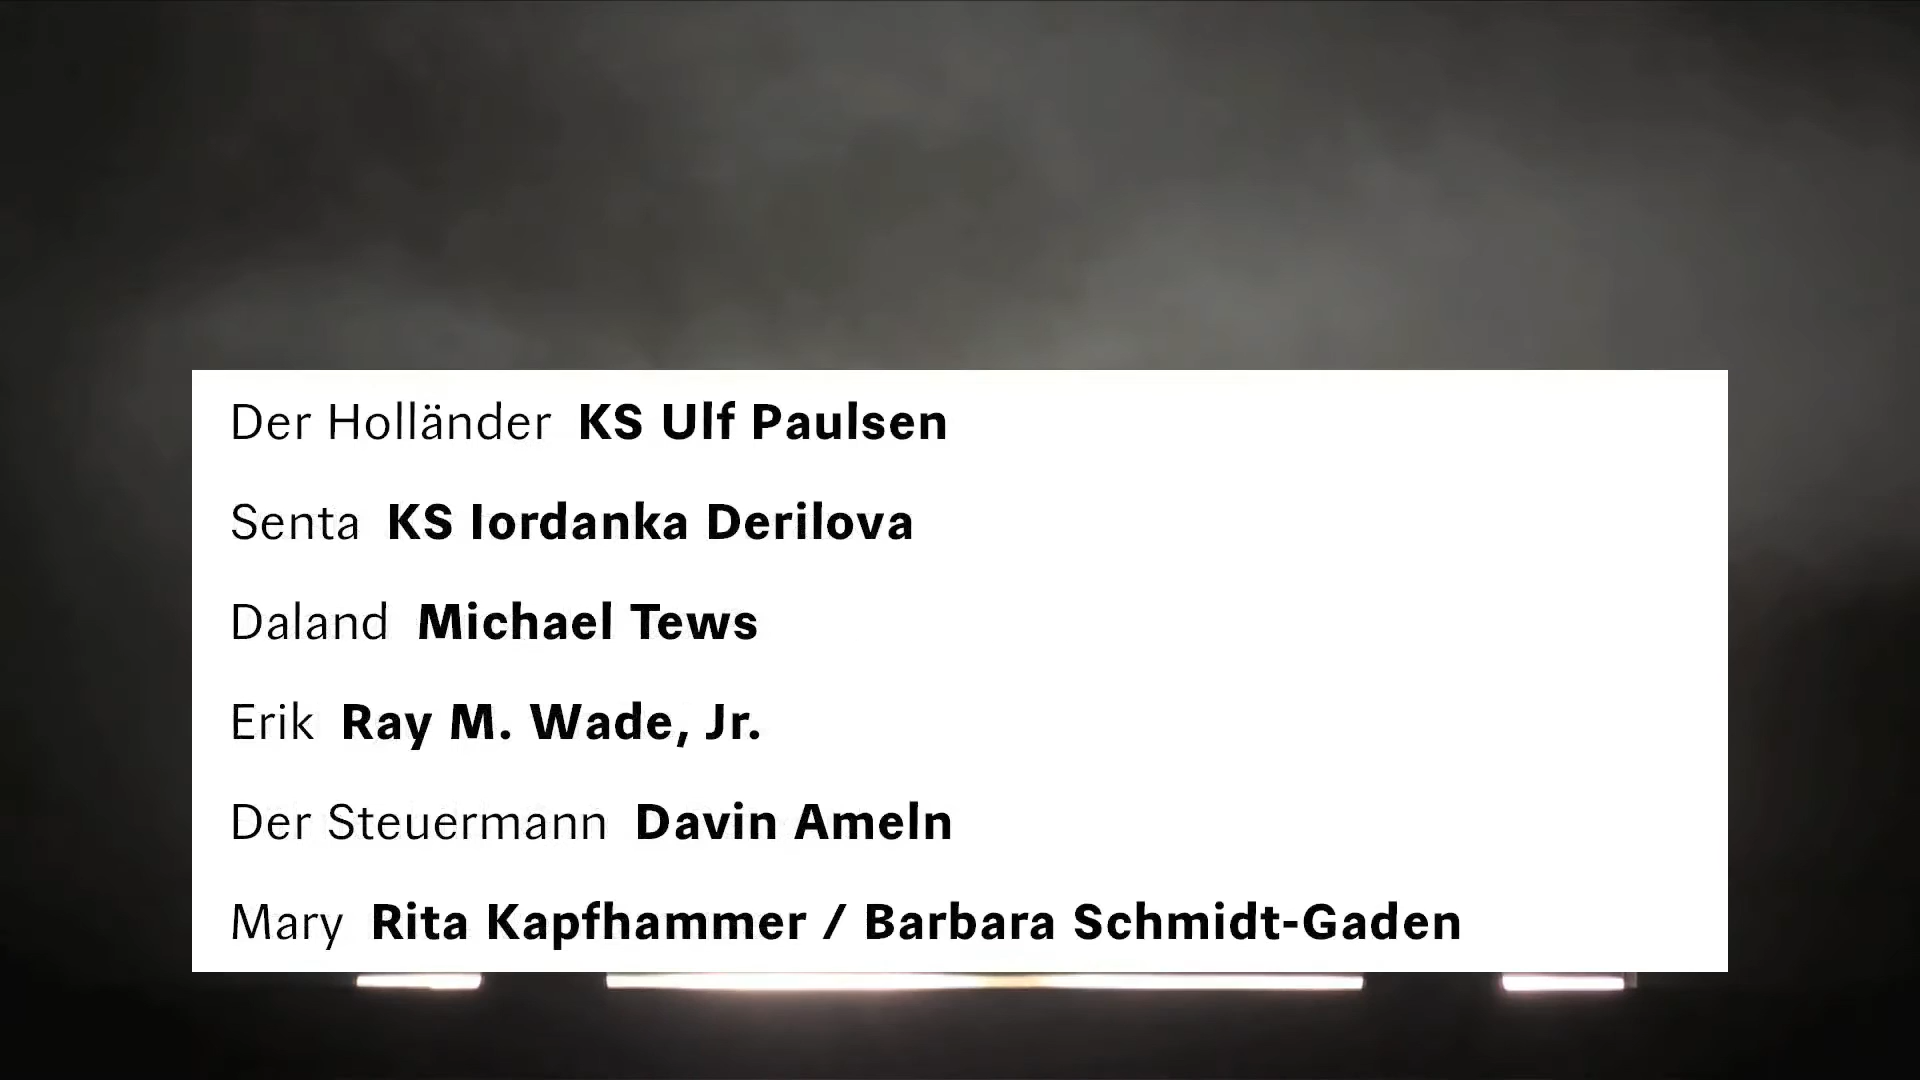 Der Holländer KS Ulf Paulsen
Senta KS Iordanka Derilova
Daland Michael Tews
Erik Ray M. Wade, Jr.
Der Steuermann Davin Ameln
Mary Rita Kapfhammer / Barbara Schmidt-Gaden